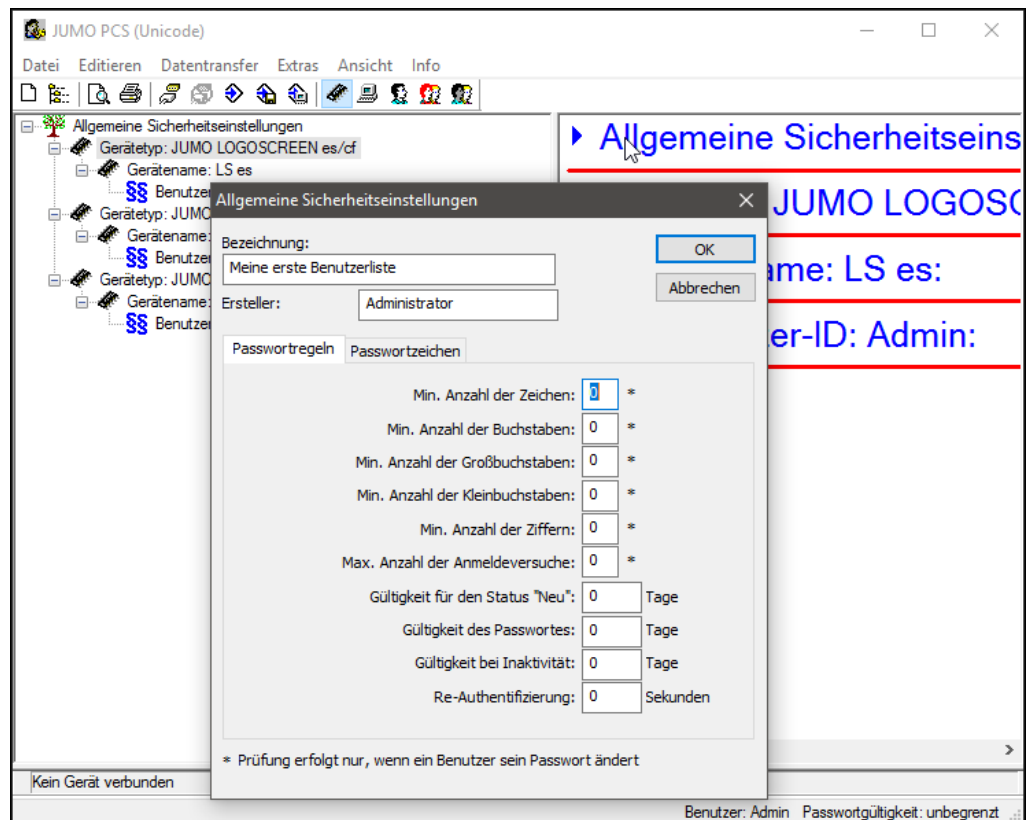 JUMO PCS (Unicode)
Datei Editieren Datentransfer Extras Ansicht Info
Allgemeine Sicherheitseinstellungen
Gerätetyp: JUMO LOGOSCREEN es/cf
Gerätename: LS es
§§ Benutzer
Gerätetyp: JUMO
Gerätename:
§§ Benutzer
Gerätetyp: JUMO
Gerätename:
§§ Benutzer
Allgemeine Sicherheitseins
JUMO LOGOSC
me: LS es:
er-ID: Admin:
Allgemeine Sicherheitseinstellungen
Bezeichnung:
Meine erste Benutzerliste
OK
Ersteller: Administrator
Abbrechen
Passwortregeln Passwortzeichen
Min. Anzahl der Zeichen: 0 *
Min. Anzahl der Buchstaben: 0 *
Min. Anzahl der Großbuchstaben: 0 *
Min. Anzahl der Kleinbuchstaben: 0 *
Min. Anzahl der Ziffern: 0 *
Max. Anzahl der Anmeldeversuche: 0 *
Gültigkeit für den Status "Neu": 0 Tage
Gültigkeit des Passwortes: 0 Tage
Gültigkeit bei Inaktivität: 0 Tage
Re-Authentifizierung: 0 Sekunden
* Prüfung erfolgt nur, wenn ein Benutzer sein Passwort ändert
Kein Gerät verbunden
Benutzer: Admin Passwortgültigkeit: unbegrenzt